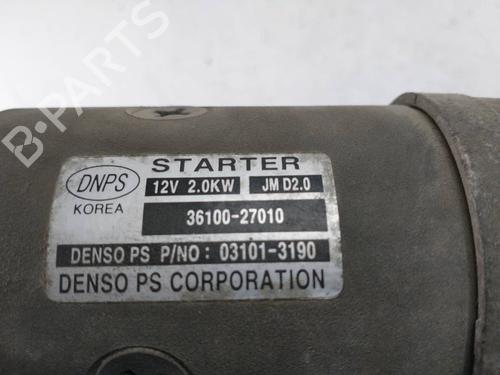 STARTER
DNPS
KOREA
12V 2.0KW JM D2.0
36100-27010
DENSO PS P/NO : 03101-3190
DENSO PS CORPORATION
B-PARTS